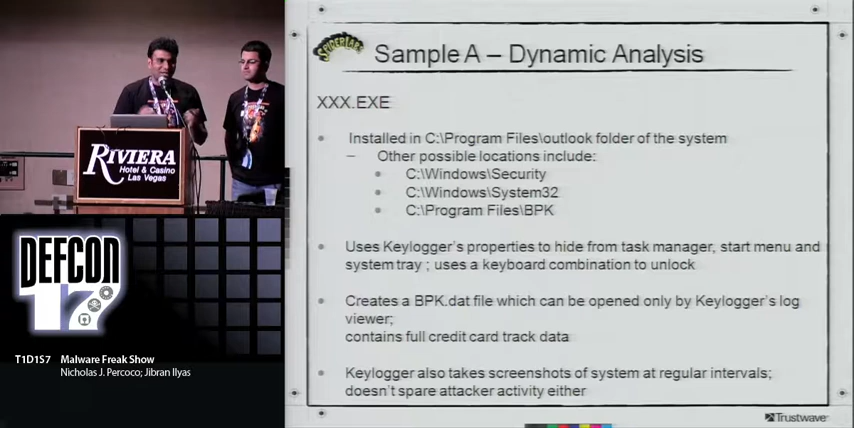 RIVIERA
Hotel & Casino
Las Vegas
DEFCON
17
T1D1S7 Malware Freak Show
Nicholas J. Percoco; Jibran Ilyas
SPIDERLABS
Sample A – Dynamic Analysis
XXX.EXE
• Installed in C:\Program Files\outlook folder of the system
– Other possible locations include:
• C:\Windows\Security
• C:\Windows\System32
• C:\Program Files\BPK
• Uses Keylogger's properties to hide from task manager, start menu and
system tray ; uses a keyboard combination to unlock
• Creates a BPK.dat file which can be opened only by Keylogger's log
viewer;
contains full credit card track data
• Keylogger also takes screenshots of system at regular intervals;
doesn't spare attacker activity either
Trustwave